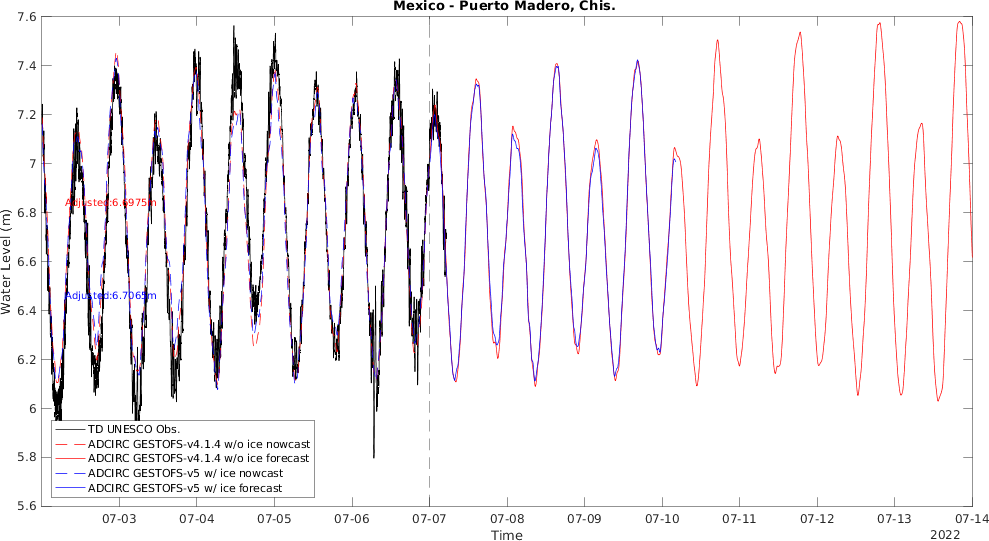 Mexico - Puerto Madero, Chis.
Water Level (m)
7.6
7.4
7.2
7
6.8
6.6
6.4
6.2
6
5.8
5.6
Adjusted:6.6975m
Adjusted:6.7065m
TD UNESCO Obs.
ADCIRC GESTOFS-v4.1.4 w/o ice nowcast
ADCIRC GESTOFS-v4.1.4 w/o ice forecast
ADCIRC GESTOFS-v5 w/ ice nowcast
ADCIRC GESTOFS-v5 w/ ice forecast
07-03 07-04 07-05 07-06 07-07 07-08 07-09 07-10 07-11 07-12 07-13 07-14
Time
2022